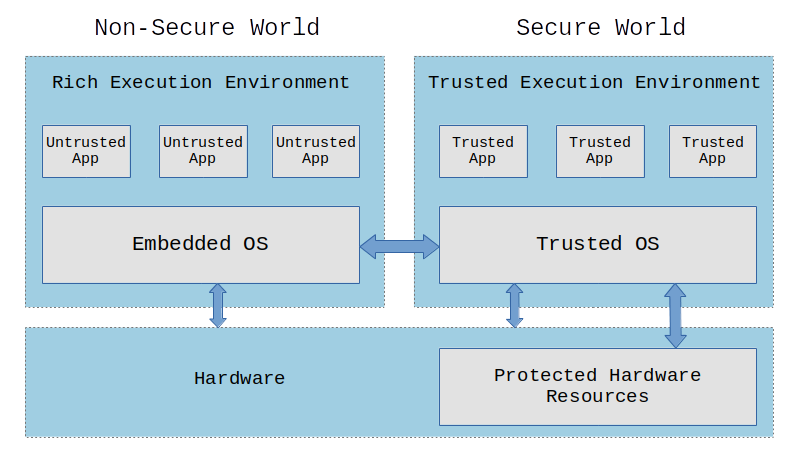 Non-Secure World
Secure World
Rich Execution Environment
Trusted Execution Environment
Untrusted
App
Untrusted
App
Untrusted
App
Trusted
App
Trusted
App
Trusted
App
Embedded OS
Trusted OS
Hardware
Protected Hardware
Resources